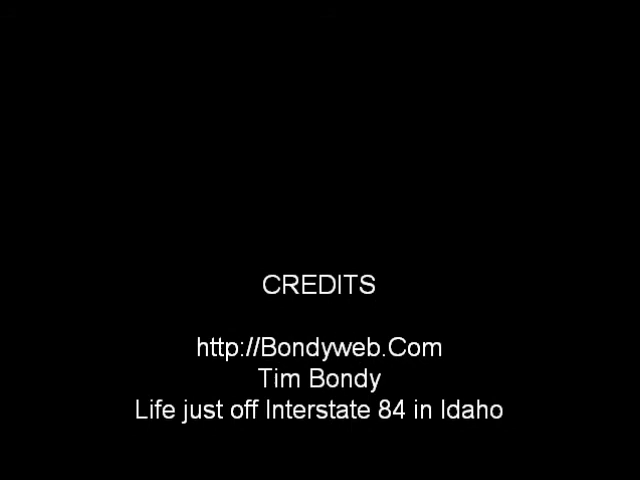 CREDITS
http://Bondyweb.Com
Tim Bondy
Life just off Interstate 84 in Idaho